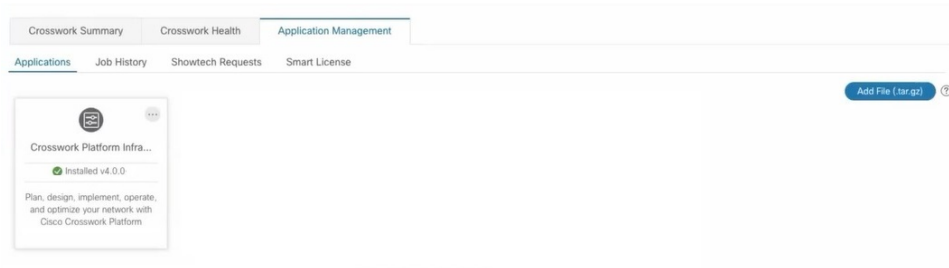 Crosswork Summary Crosswork Health Application Management
Applications Job History Showtech Requests Smart License
Add File (.tar.gz) ?
...
Crosswork Platform Infra...
Installed v4.0.0
Plan, design, implement, operate,
and optimize your network with
Cisco Crosswork Platform